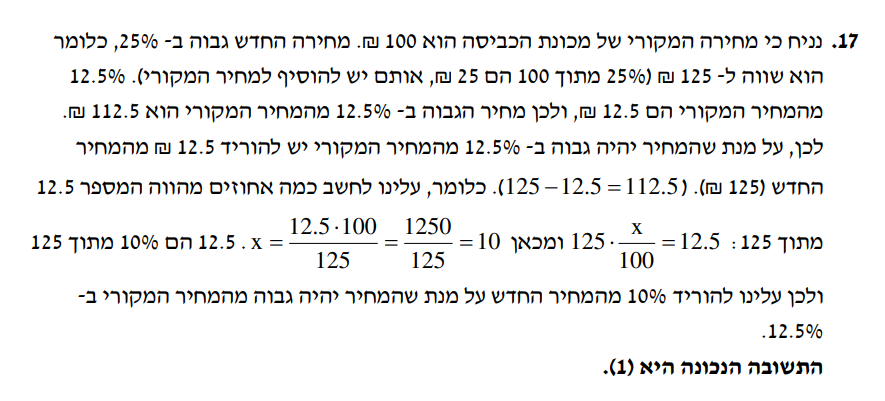 17. נניח כי מחירה המקורי של מכונת הכביסה הוא 100 ₪. מחירה החדש גבוה ב- 25%, כלומר
הוא שווה ל- 125 ₪ (25% מתוך 100 הם 25 ₪, אותם יש להוסיף למחיר המקורי). 12.5%
מהמחיר המקורי הם 12.5 ₪, ולכן מחיר הגבוה ב- 12.5% מהמחיר המקורי הוא 112.5 ₪.
לכן, על מנת שהמחיר יהיה גבוה ב- 12.5% מהמחיר המקורי יש להוריד 12.5 ₪ מהמחיר
החדש (125 ₪). (125 − 12.5 = 112.5). כלומר, עלינו לחשב כמה אחוזים מהווה המספר 12.5
מתוך 125 : 125 · x/100 = 12.5 ומכאן x = 12.5·100/125 = 1250/125 = 10 . 12.5 הם 10% מתוך 125
ולכן עלינו להוריד 10% מהמחיר החדש על מנת שהמחיר יהיה גבוה מהמחיר המקורי ב-
12.5%.
התשובה הנכונה היא (1).